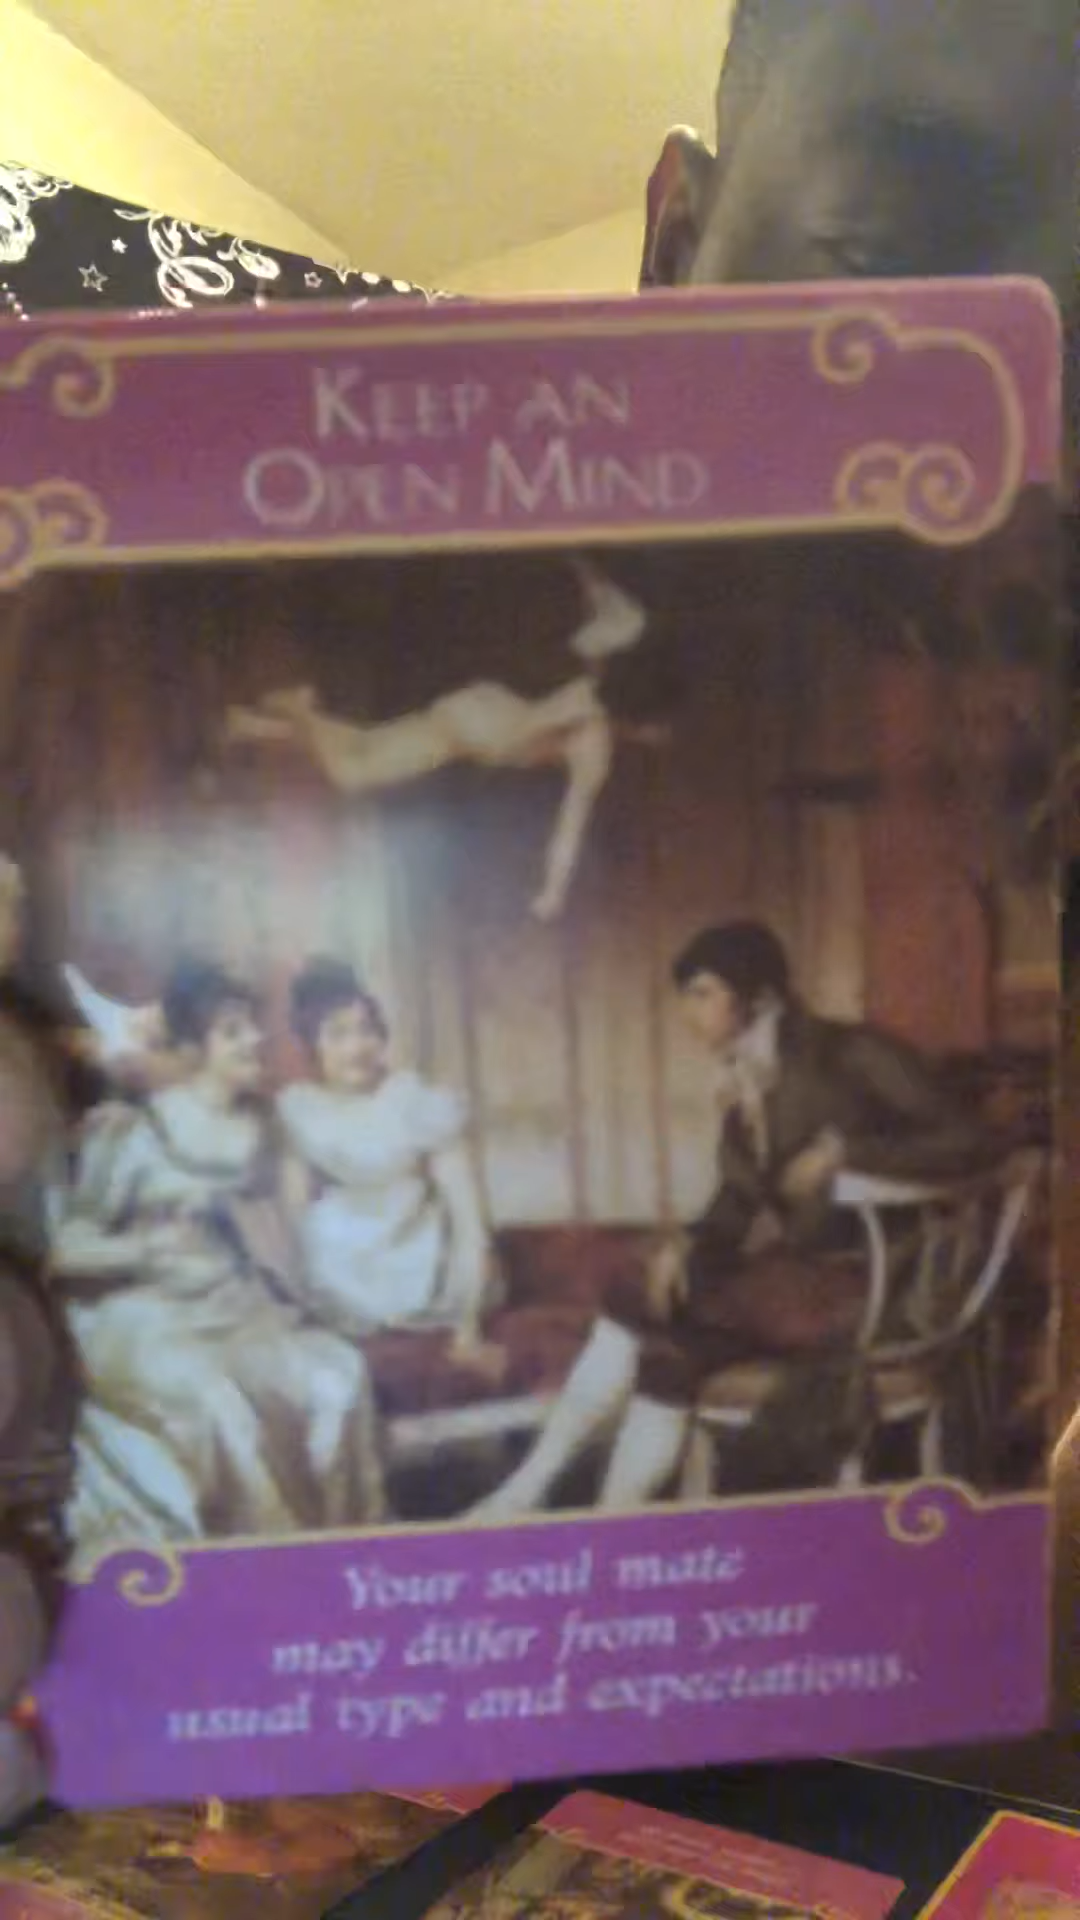 KEEP AN
OPEN MIND
Your soul mate
may differ from your
usual type and expectations.